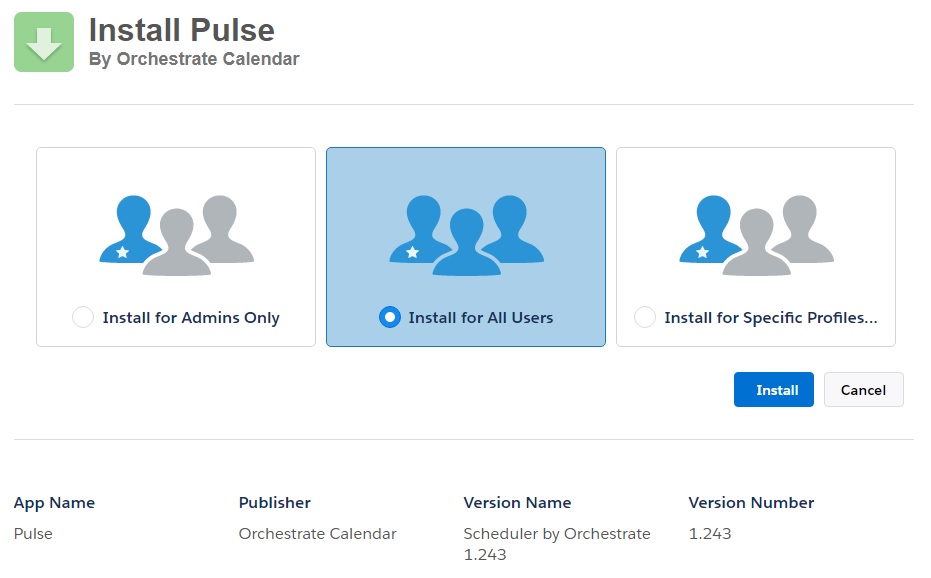 Install Pulse
By Orchestrate Calendar
Install for Admins Only
Install for All Users
Install for Specific Profiles...
Install
Cancel
App Name
Publisher
Version Name
Version Number
Pulse
Orchestrate Calendar
Scheduler by Orchestrate
1.243
1.243